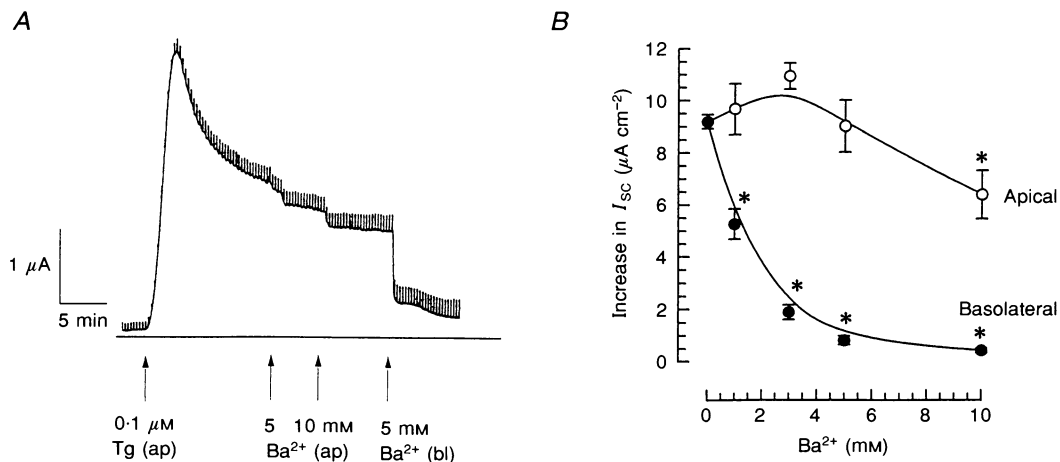 A
1 μA
5 min
0·1 μM
Tg (ap)
5 10 mM
Ba²⁺ (ap)
5 mM
Ba²⁺ (bl)
B
12
10
8
6
4
2
0
Increase in I_SC (μA cm⁻²)
*
Apical
*
*
*
Basolateral
*
0 2 4 6 8 10
Ba²⁺ (mM)